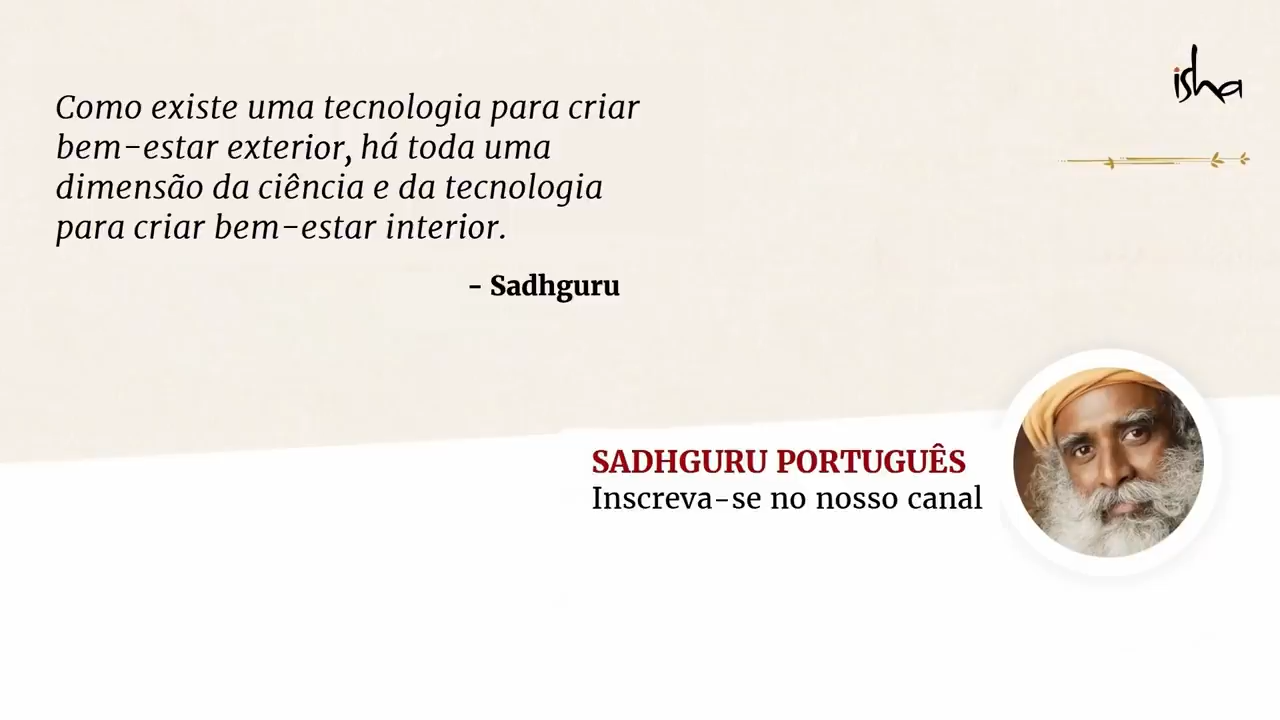 isha
Como existe uma tecnologia para criar
bem-estar exterior, há toda uma
dimensão da ciência e da tecnologia
para criar bem-estar interior.
- Sadhguru
SADHGURU PORTUGUÊS
Inscreva-se no nosso canal